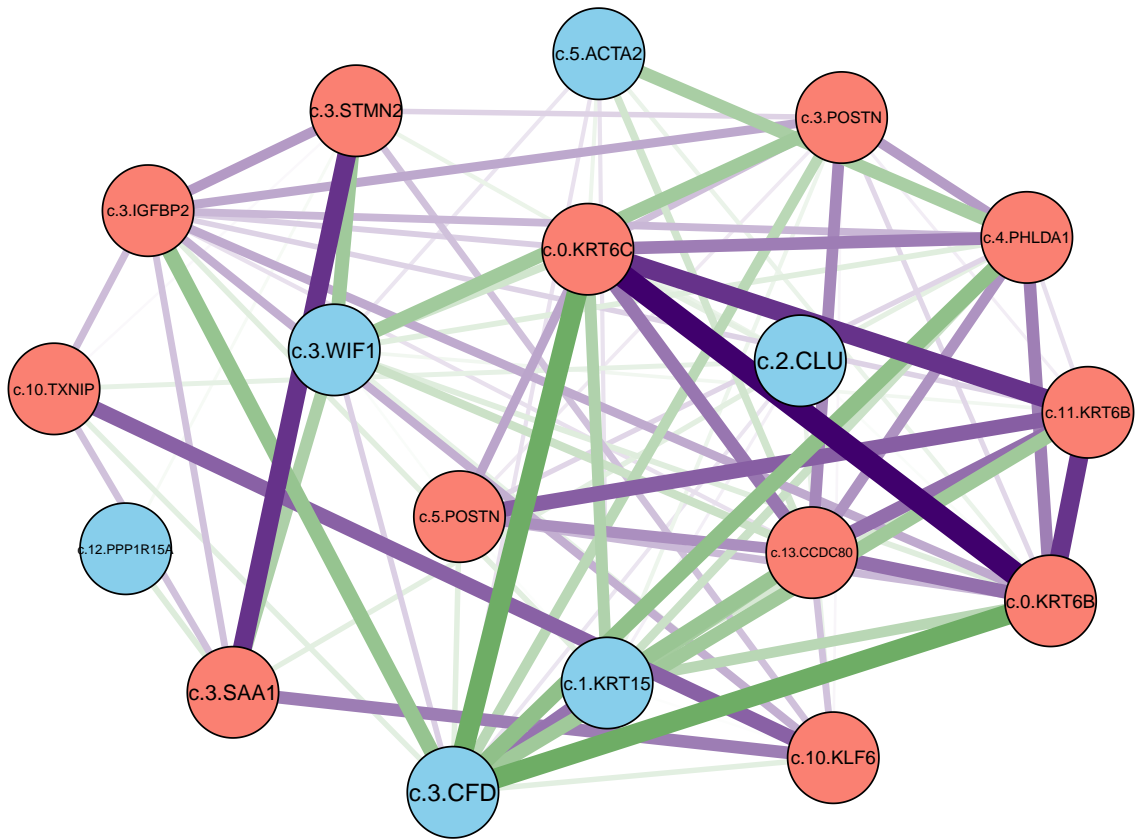 c.5.ACTA2
c.3.STMN2
c.3.POSTN
c.3.IGFBP2
c.4.PHLDA1
c.0.KRT6C
c.3.WIF1
c.2.CLU
c.10.TXNIP
c.11.KRT6B
c.5.POSTN
c.12.PPP1R15A
c.13.CCDC80
c.0.KRT6B
c.1.KRT15
c.3.SAA1
c.10.KLF6
c.3.CFD